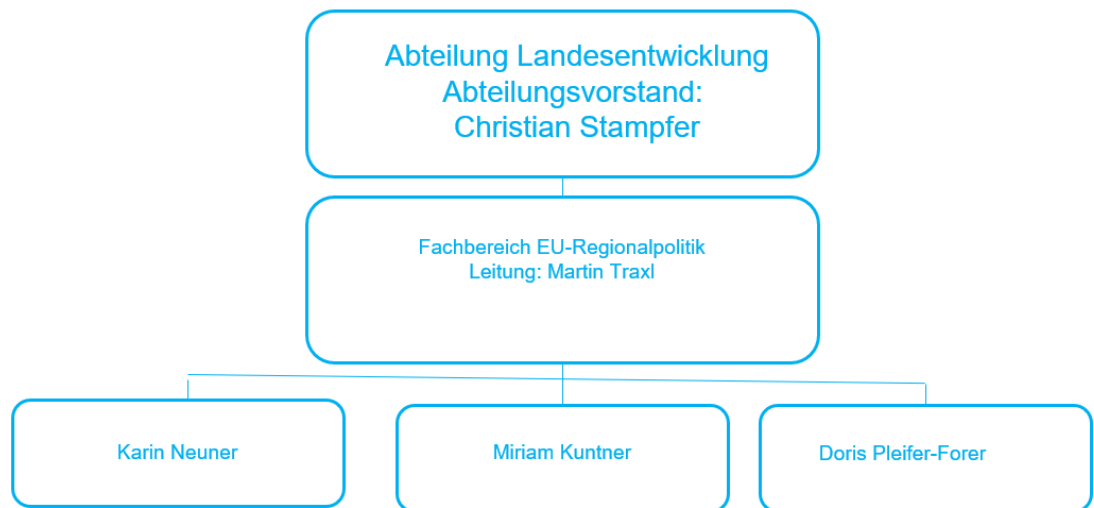 Abteilung Landesentwicklung
Abteilungsvorstand:
Christian Stampfer
Fachbereich EU-Regionalpolitik
Leitung: Martin Traxl
Karin Neuner
Miriam Kuntner
Doris Pleifer-Forer